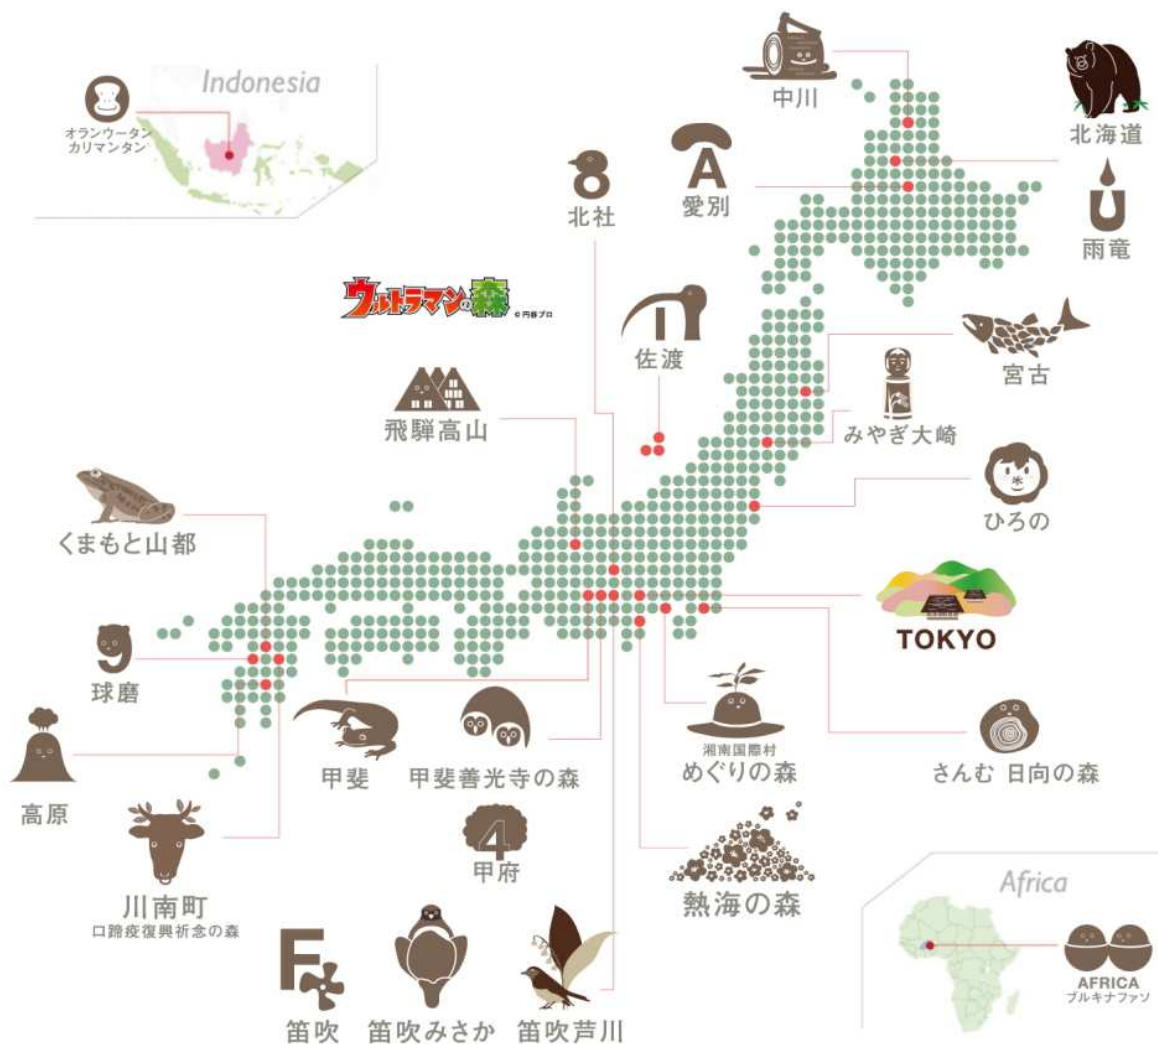 Indonesia
オランウータン
カリマンタン
中川
北海道
8
北社
A
愛別
U
雨竜
ウルトラマンの森
© 円谷プロ
佐渡
宮古
飛騨高山
みやぎ大崎
米
ひろの
くまもと山都
TOKYO
9
球磨
高原
甲斐
甲斐善光寺の森
湘南国際村
めぐりの森
さんむ 日向の森
川南町
口蹄疫復興祈念の森
4
甲府
熱海の森
Africa
AFRICA
ブルキナファソ
F
笛吹
笛吹みさか
笛吹芦川